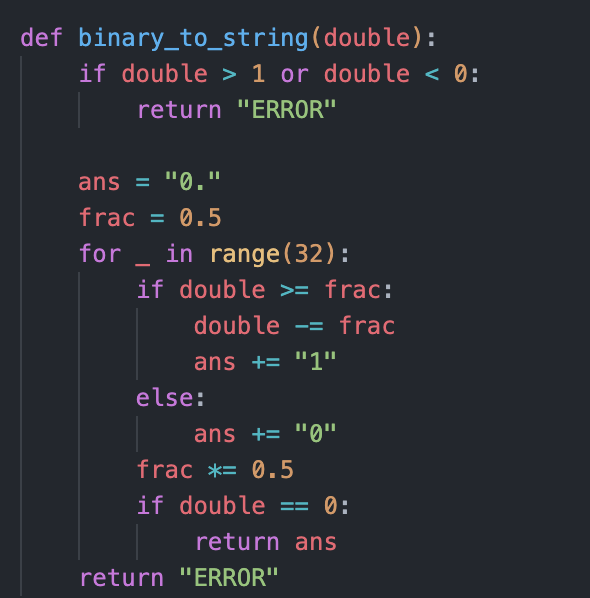 def binary_to_string(double):
    if double > 1 or double < 0:
        return "ERROR"

    ans = "0."
    frac = 0.5
    for _ in range(32):
        if double >= frac:
            double -= frac
            ans += "1"
        else:
            ans += "0"
        frac *= 0.5
        if double == 0:
            return ans
    return "ERROR"